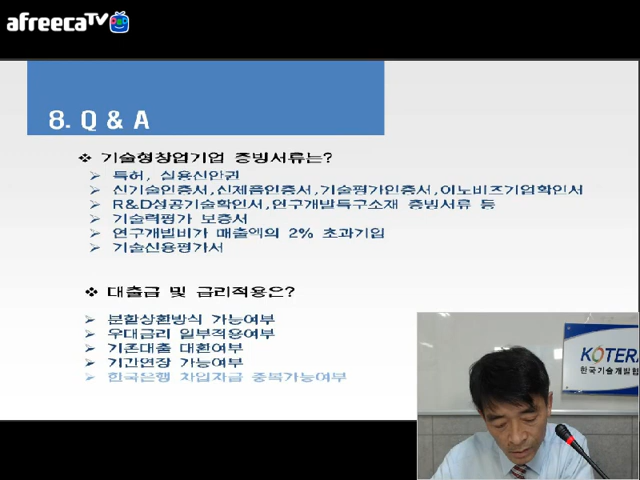 afreecaTV
8. Q & A
❖ 기술형창업기업 증빙서류는?
➢ 특허, 실용신안권
➢ 신기술인증서,신제품인증서,기술평가인증서,이노비즈기업확인서
➢ R&D성공기술확인서,연구개발특구소재 증빙서류 등
➢ 기술력평가 보증서
➢ 연구개발비가 매출액의 2% 초과기업
➢ 기술신용평가서
❖ 대출금 및 금리적용은?
➢ 분할상환방식 가능여부
➢ 우대금리 일부적용여부
➢ 기존대출 대환여부
➢ 기간연장 가능여부
➢ 한국은행 차입자금 중복가능여부
KOTERA
한국기술개발협